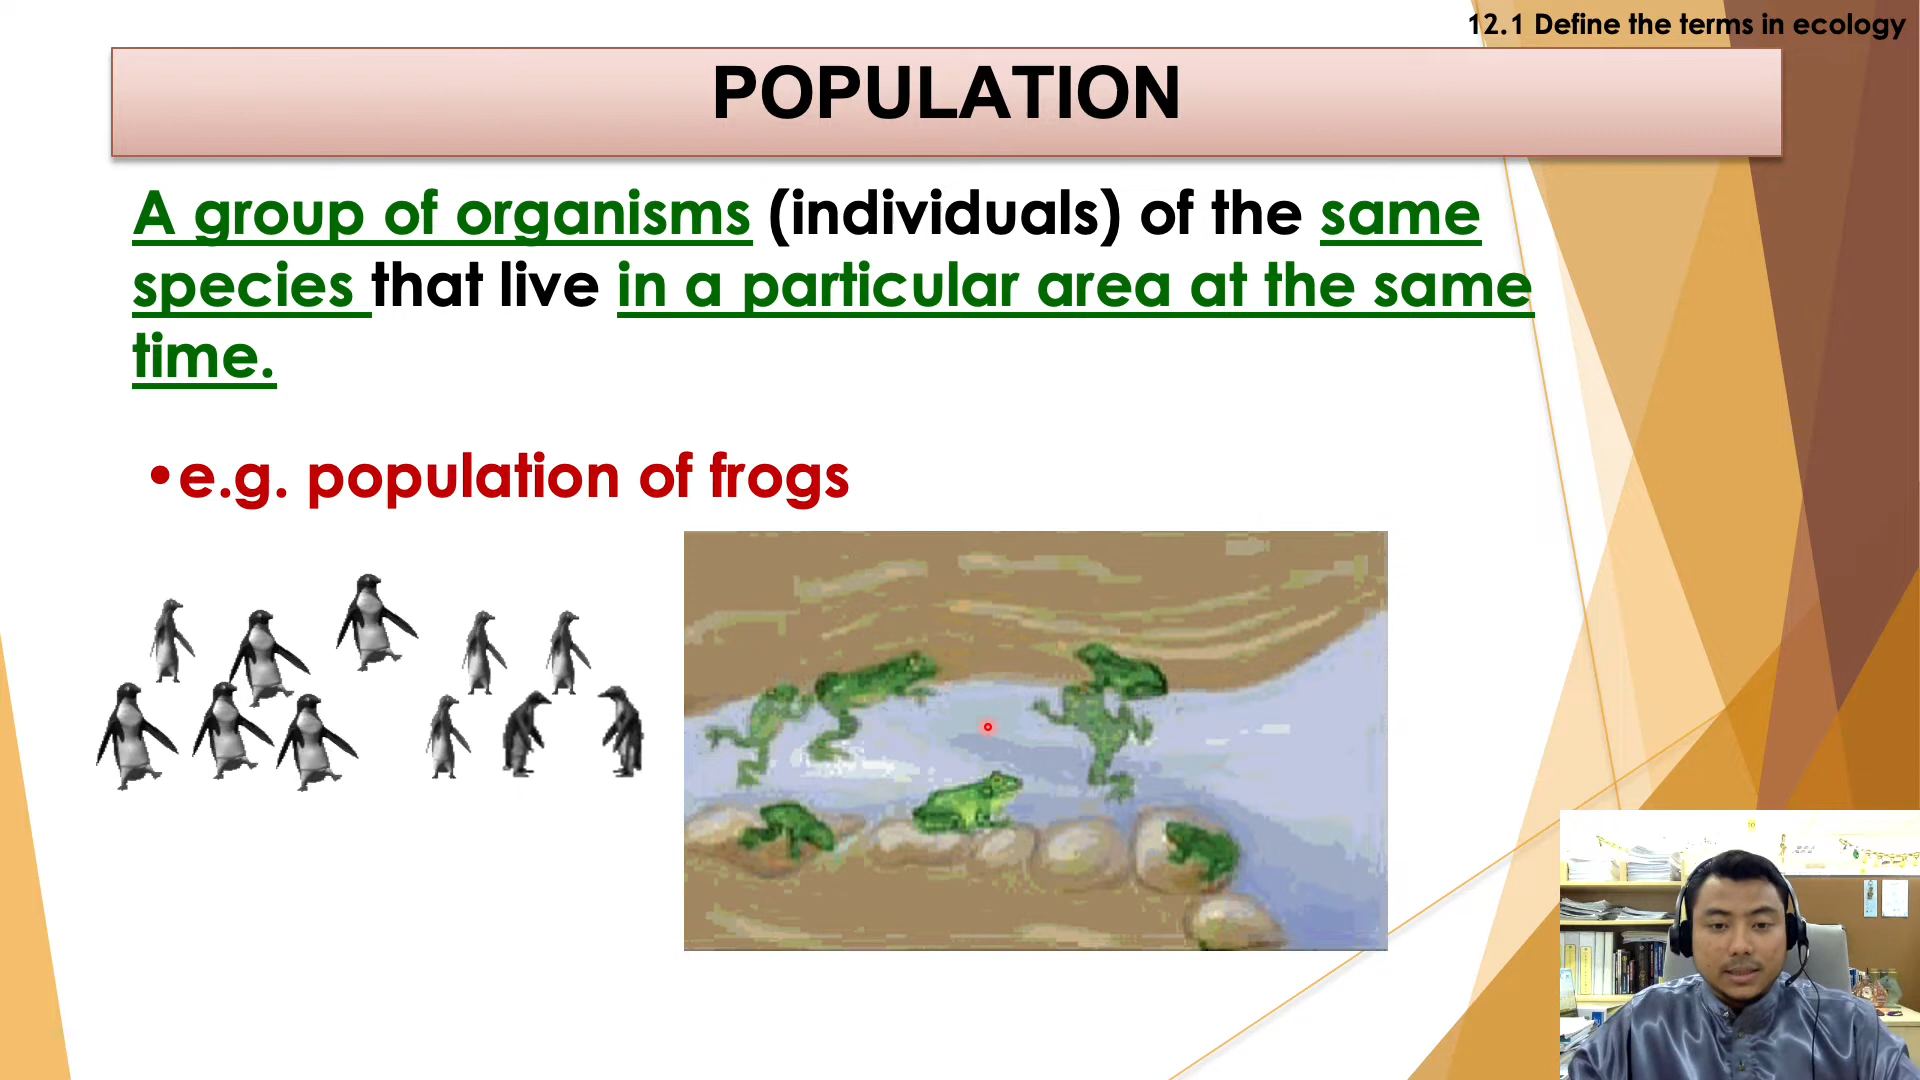 12.1 Define the terms in ecology
POPULATION
A group of organisms (individuals) of the same
species that live in a particular area at the same
time.
•e.g. population of frogs